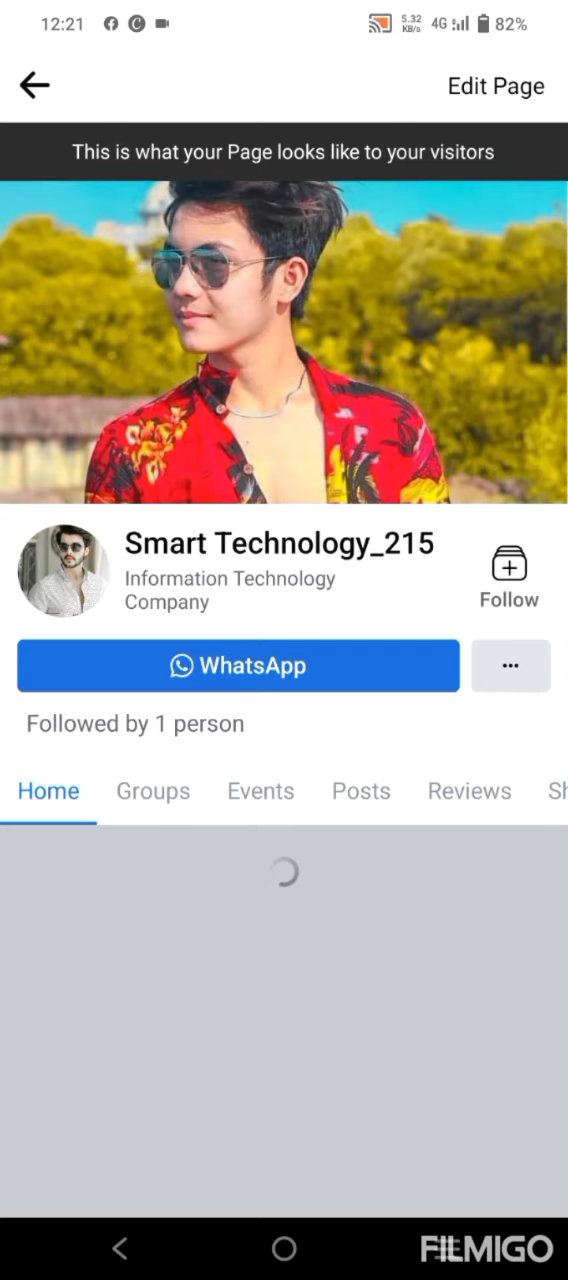 12:21
5.32
KB/s
4G
82%
Edit Page
This is what your Page looks like to your visitors
Smart Technology_215
Information Technology
Company
Follow
WhatsApp
...
Followed by 1 person
Home Groups Events Posts Reviews Sh
FILMIGO